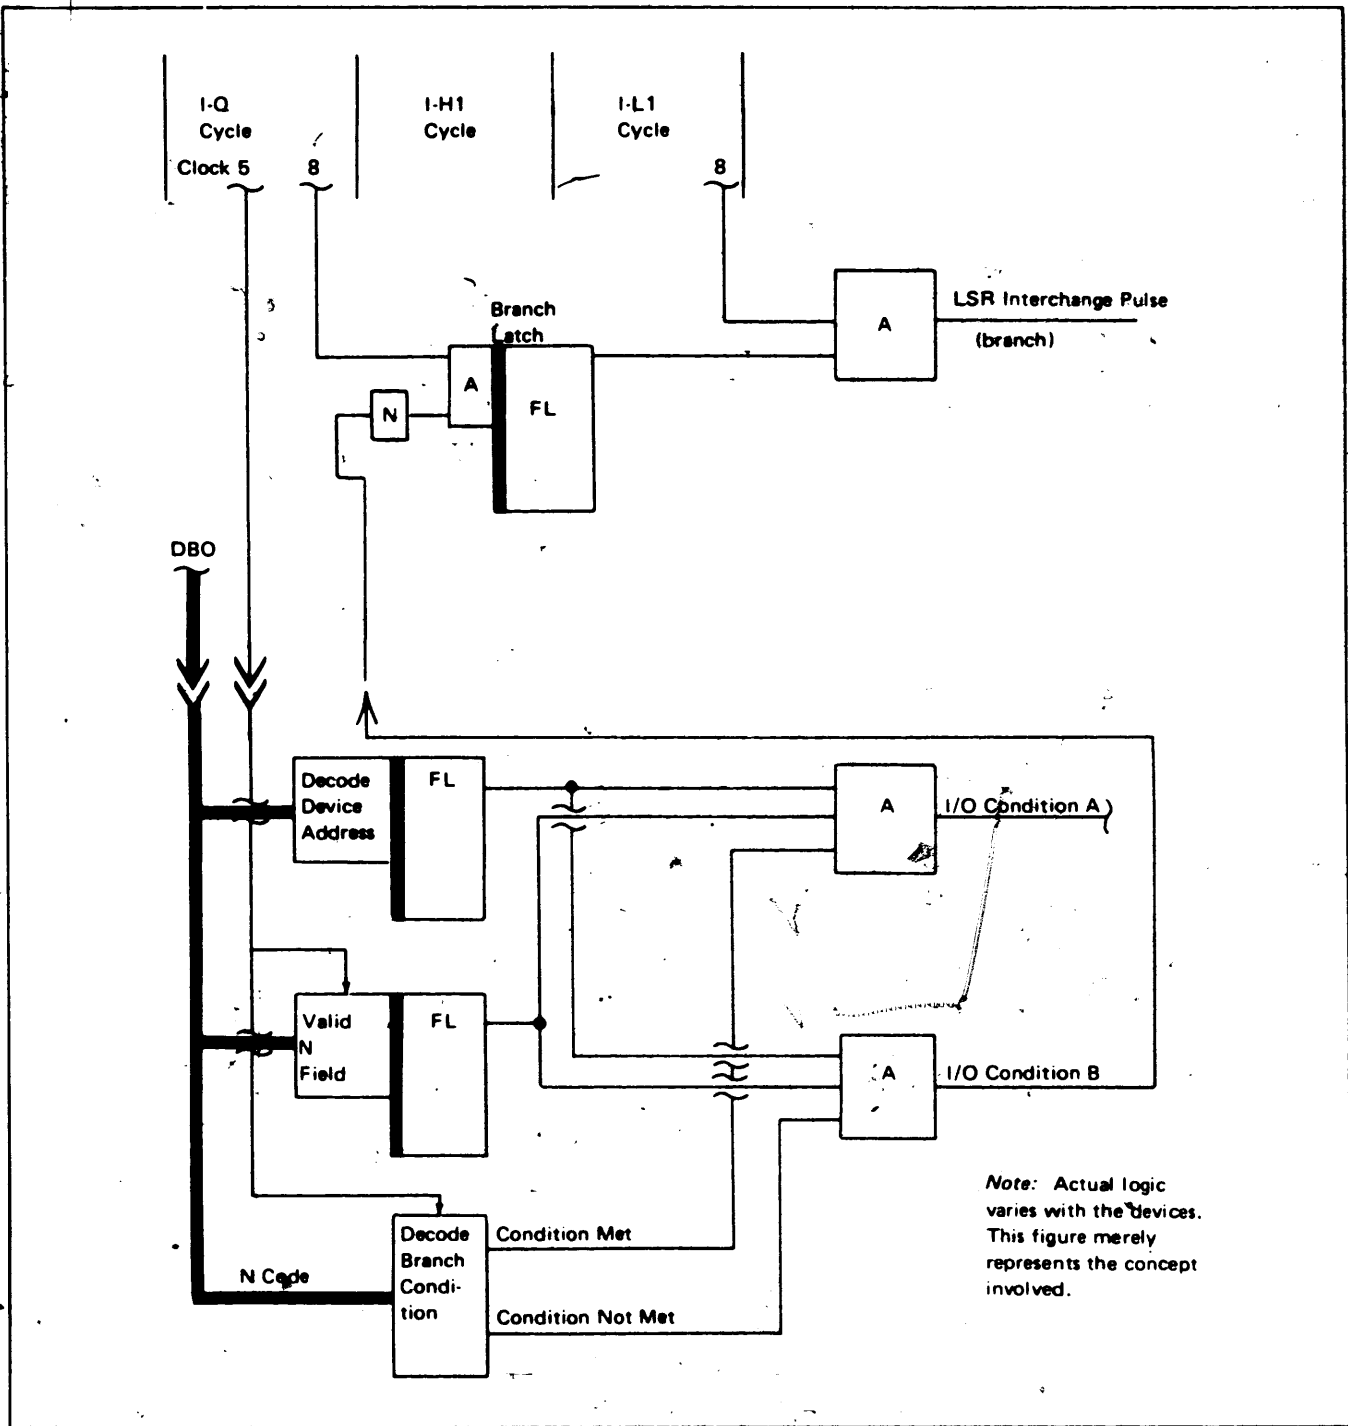 I-Q
Cycle
I-H1
Cycle
I-L1
Cycle
Clock 5
8
8
Branch
Latch
A
FL
N
A
LSR Interchange Pulse
(branch)
DBO
Decode
Device
Address
FL
A
I/O Condition A
Valid
N
Field
FL
A
I/O Condition B
Decode
Branch
Condi-
tion
Condition Met
Condition Not Met
N Code
Note: Actual logic
varies with the devices.
This figure merely
represents the concept
involved.